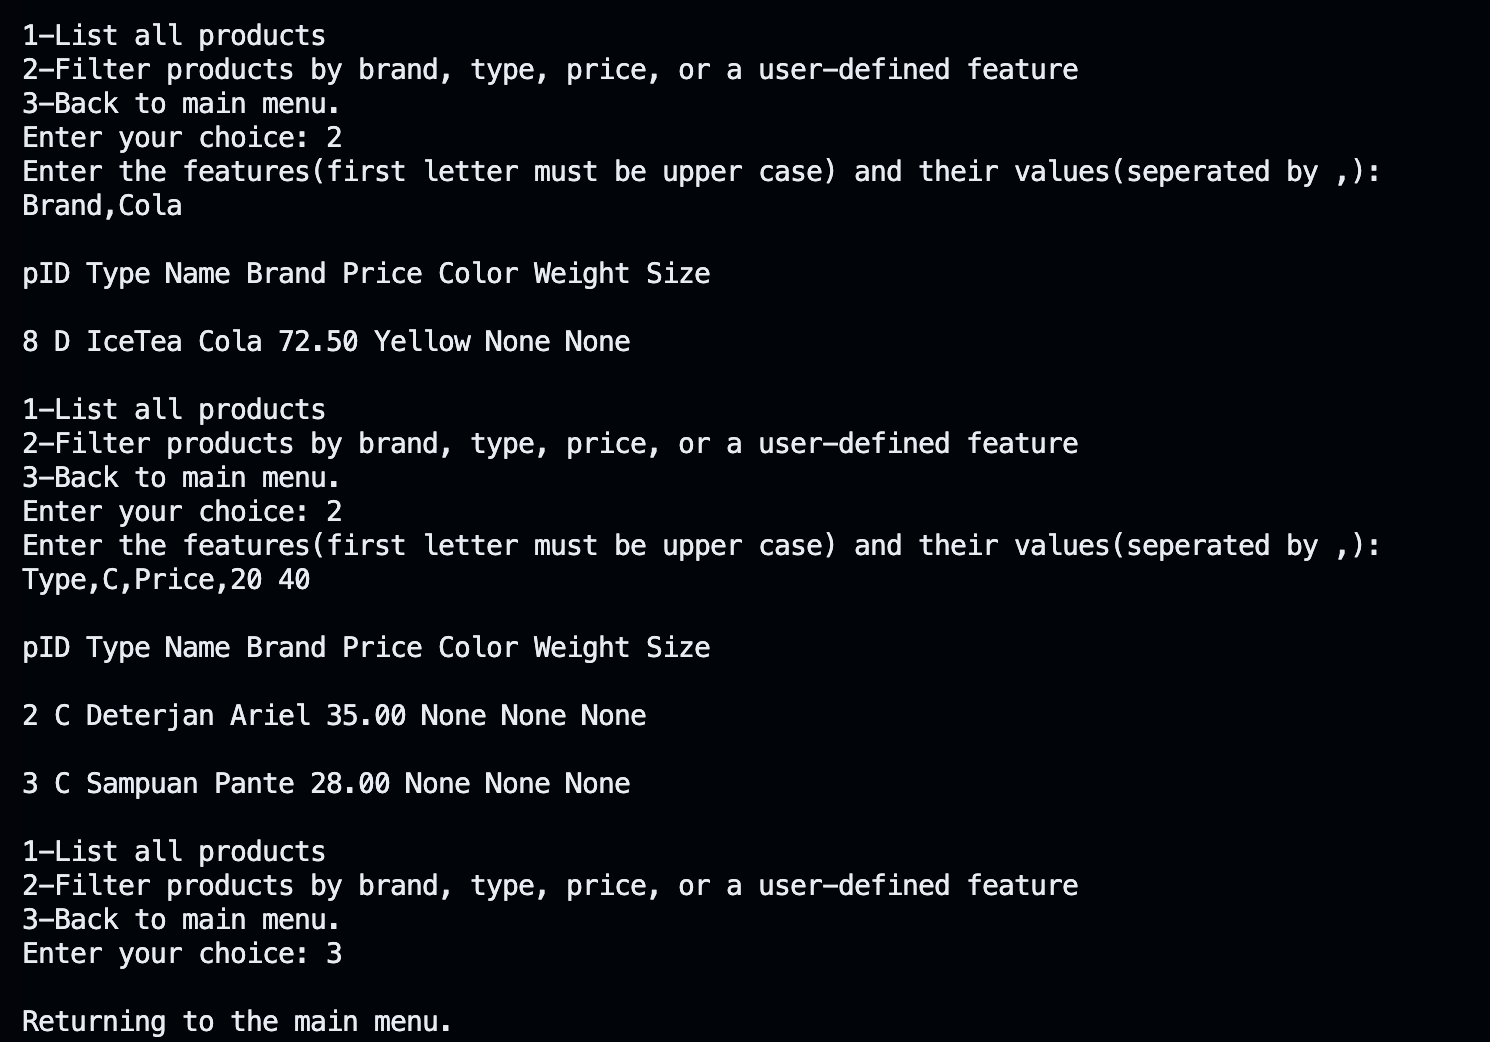 1-List all products
2-Filter products by brand, type, price, or a user-defined feature
3-Back to main menu.
Enter your choice: 2
Enter the features(first letter must be upper case) and their values(seperated by ,):
Brand,Cola
pID Type Name Brand Price Color Weight Size
8 D IceTea Cola 72.50 Yellow None None
1-List all products
2-Filter products by brand, type, price, or a user-defined feature
3-Back to main menu.
Enter your choice: 2
Enter the features(first letter must be upper case) and their values(seperated by ,):
Type,C,Price,20 40
pID Type Name Brand Price Color Weight Size
2 C Deterjan Ariel 35.00 None None None
3 C Sampuan Pante 28.00 None None None
1-List all products
2-Filter products by brand, type, price, or a user-defined feature
3-Back to main menu.
Enter your choice: 3
Returning to the main menu.